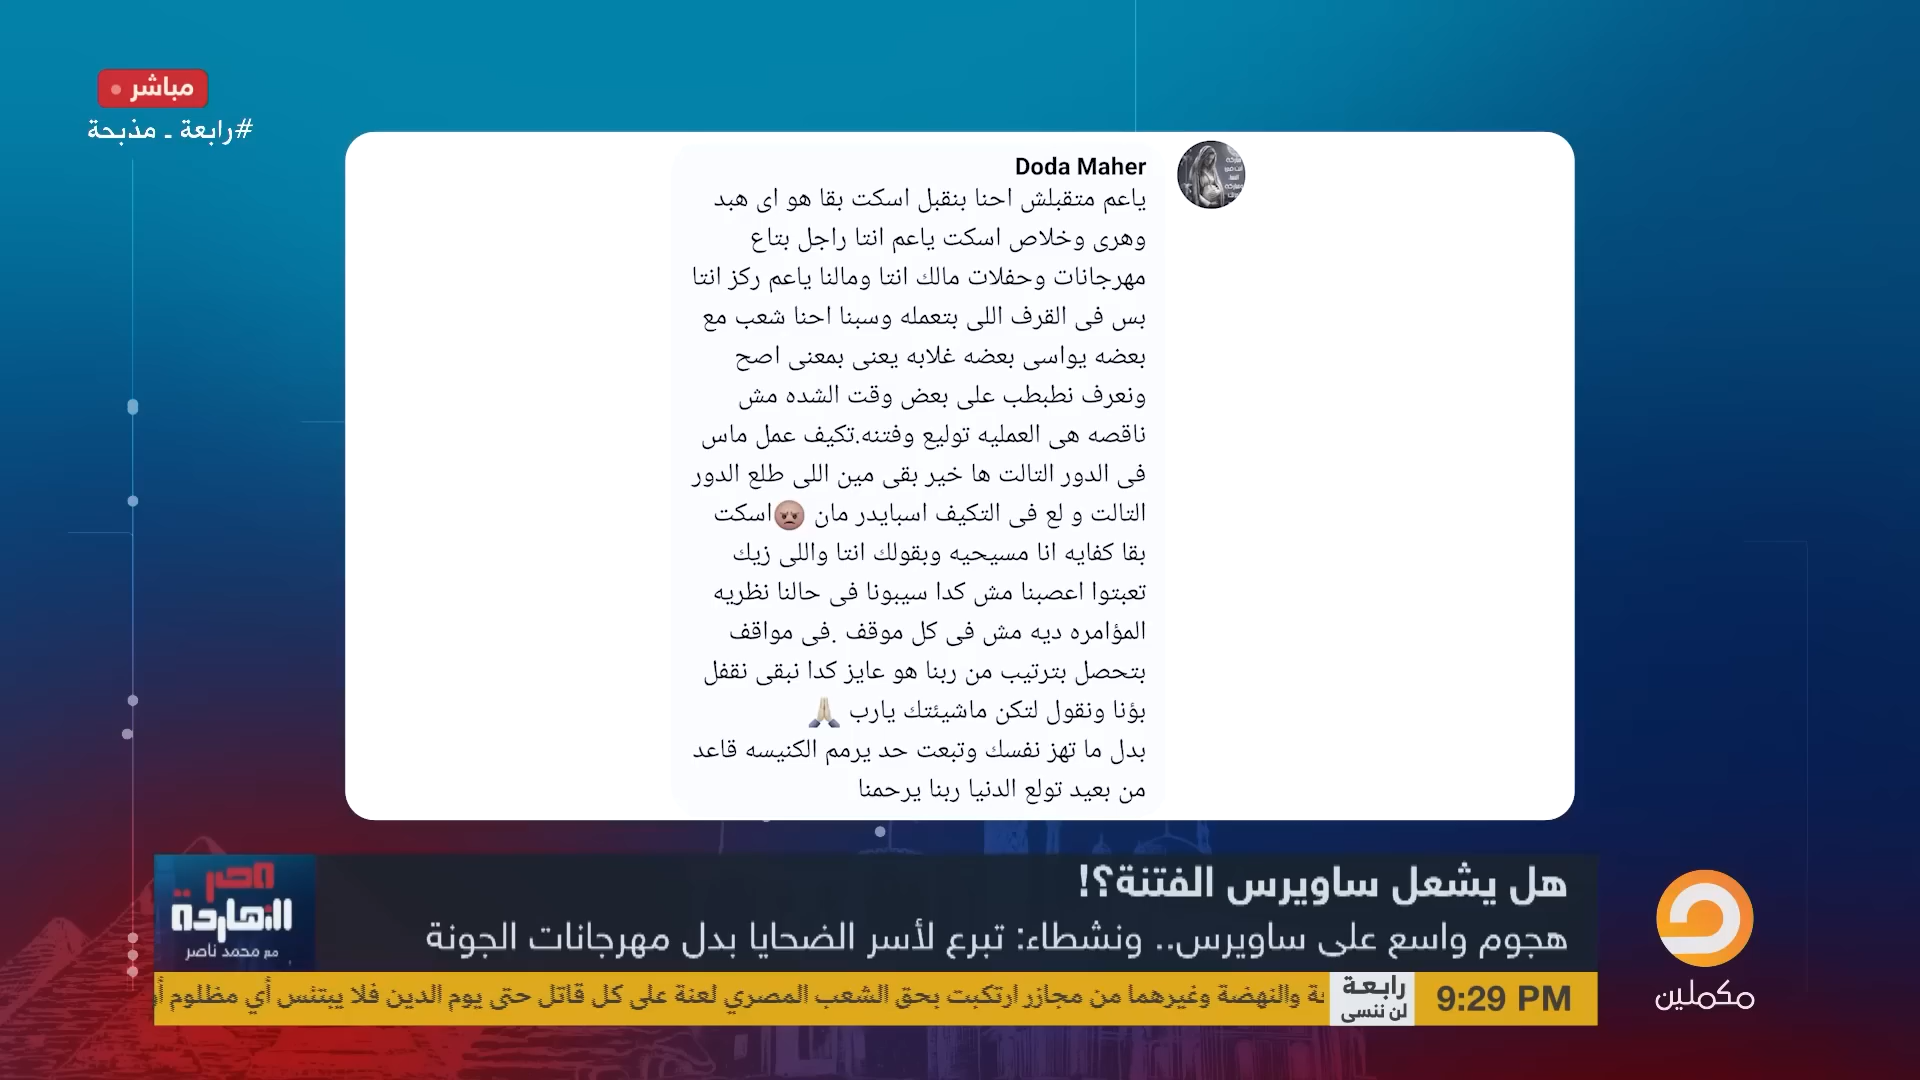 مباشر
#رابعة ـ مذبحة
Doda Maher
ياعم متقبلش احنا بنقبل اسكت بقا هو اى هبد
وهرى وخلاص اسكت ياعم انتا راجل بتاع
مهرجانات وحفلات مالك انتا ومالنا ياعم ركز انتا
بس فى القرف اللى بتعمله وسبنا احنا شعب مع
بعضه يواسى بعضه غلابه يعنى بمعنى اصح
ونعرف نطبطب على بعض وقت الشده مش
ناقصه هى العمليه توليع وفتنه.تكيف عمل ماس
فى الدور التالت ها خير بقى مين اللى طلع الدور
التالت و لع فى التكيف اسبايدر مان 😡اسكت
بقا كفايه انا مسيحيه وبقولك انتا واللى زيك
تعبتوا اعصبنا مش كدا سيبونا فى حالنا نظريه
المؤامره ديه مش فى كل موقف .فى مواقف
بتحصل بترتيب من ربنا هو عايز كدا نبقى نقفل
بؤنا ونقول لتكن ماشيئتك يارب 🙏
بدل ما تهز نفسك وتبعت حد يرمم الكنيسه قاعد
من بعيد تولع الدنيا ربنا يرحمنا
هل يشعل ساويرس الفتنة؟!
هجوم واسع على ساويرس.. ونشطاء: تبرع لأسر الضحايا بدل مهرجانات الجونة
مصر
النهاردة
مع محمد ناصر
9:29 PM
رابعة
لن ننسى
والنهضة وغيرهما من مجازر ارتكبت بحق الشعب المصري لعنة على كل قاتل حتى يوم الدين فلا يبتئس أي مظلوم
مكملين